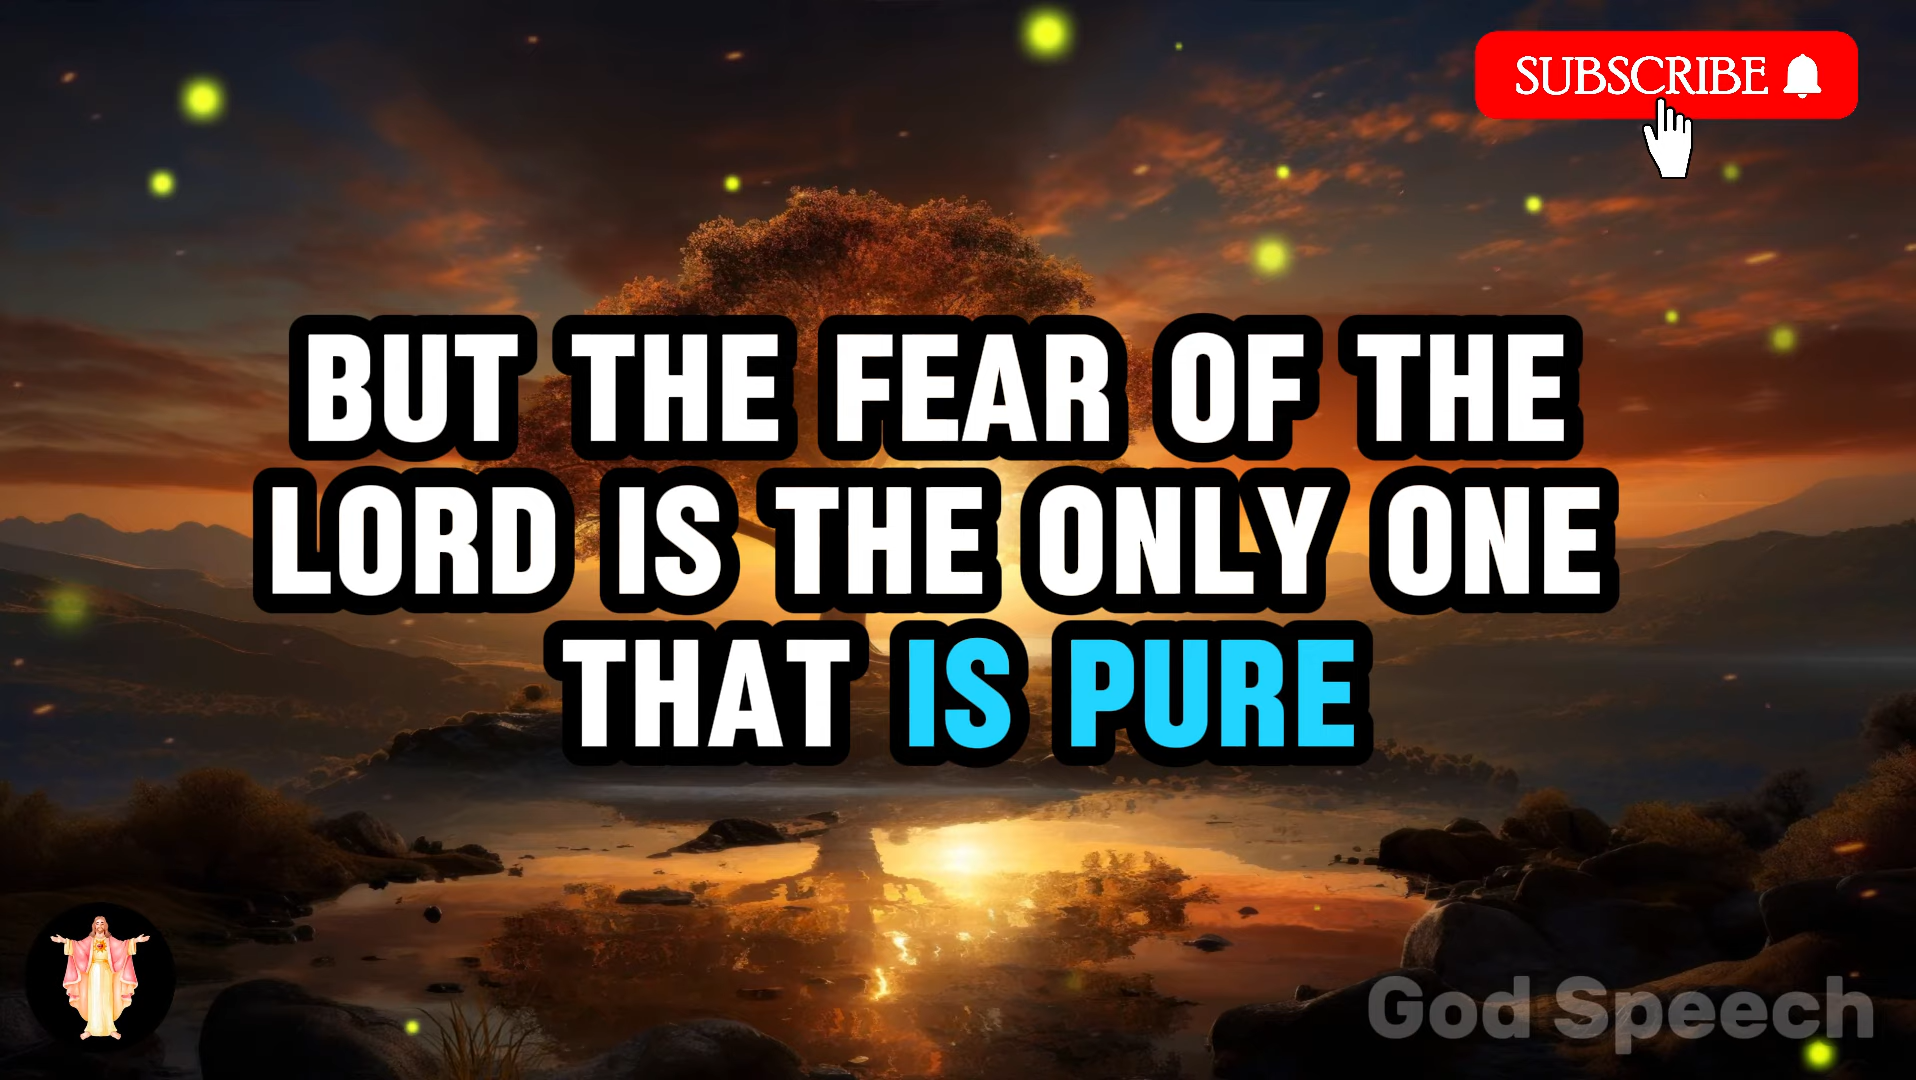 SUBSCRIBE
BUT THE FEAR OF THE
LORD IS THE ONLY ONE
THAT IS PURE
God Speech